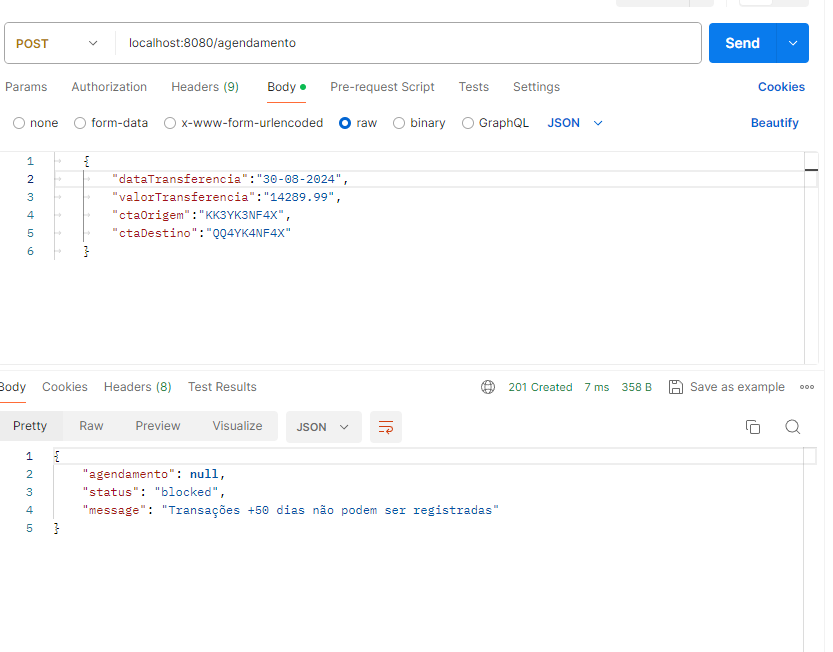 POST localhost:8080/agendamento Send
Params Authorization Headers (9) Body Pre-request Script Tests Settings Cookies
none form-data x-www-form-urlencoded raw binary GraphQL JSON Beautify
1 {
2 "dataTransferencia":"30-08-2024",
3 "valorTransferencia":"14289.99",
4 "ctaOrigem":"KK3YK3NF4X",
5 "ctaDestino":"QQ4YK4NF4X"
6 }
Body Cookies Headers (8) Test Results 201 Created 7 ms 358 B Save as example
Pretty Raw Preview Visualize JSON
1 {
2 "agendamento": null,
3 "status": "blocked",
4 "message": "Transações +50 dias não podem ser registradas"
5 }